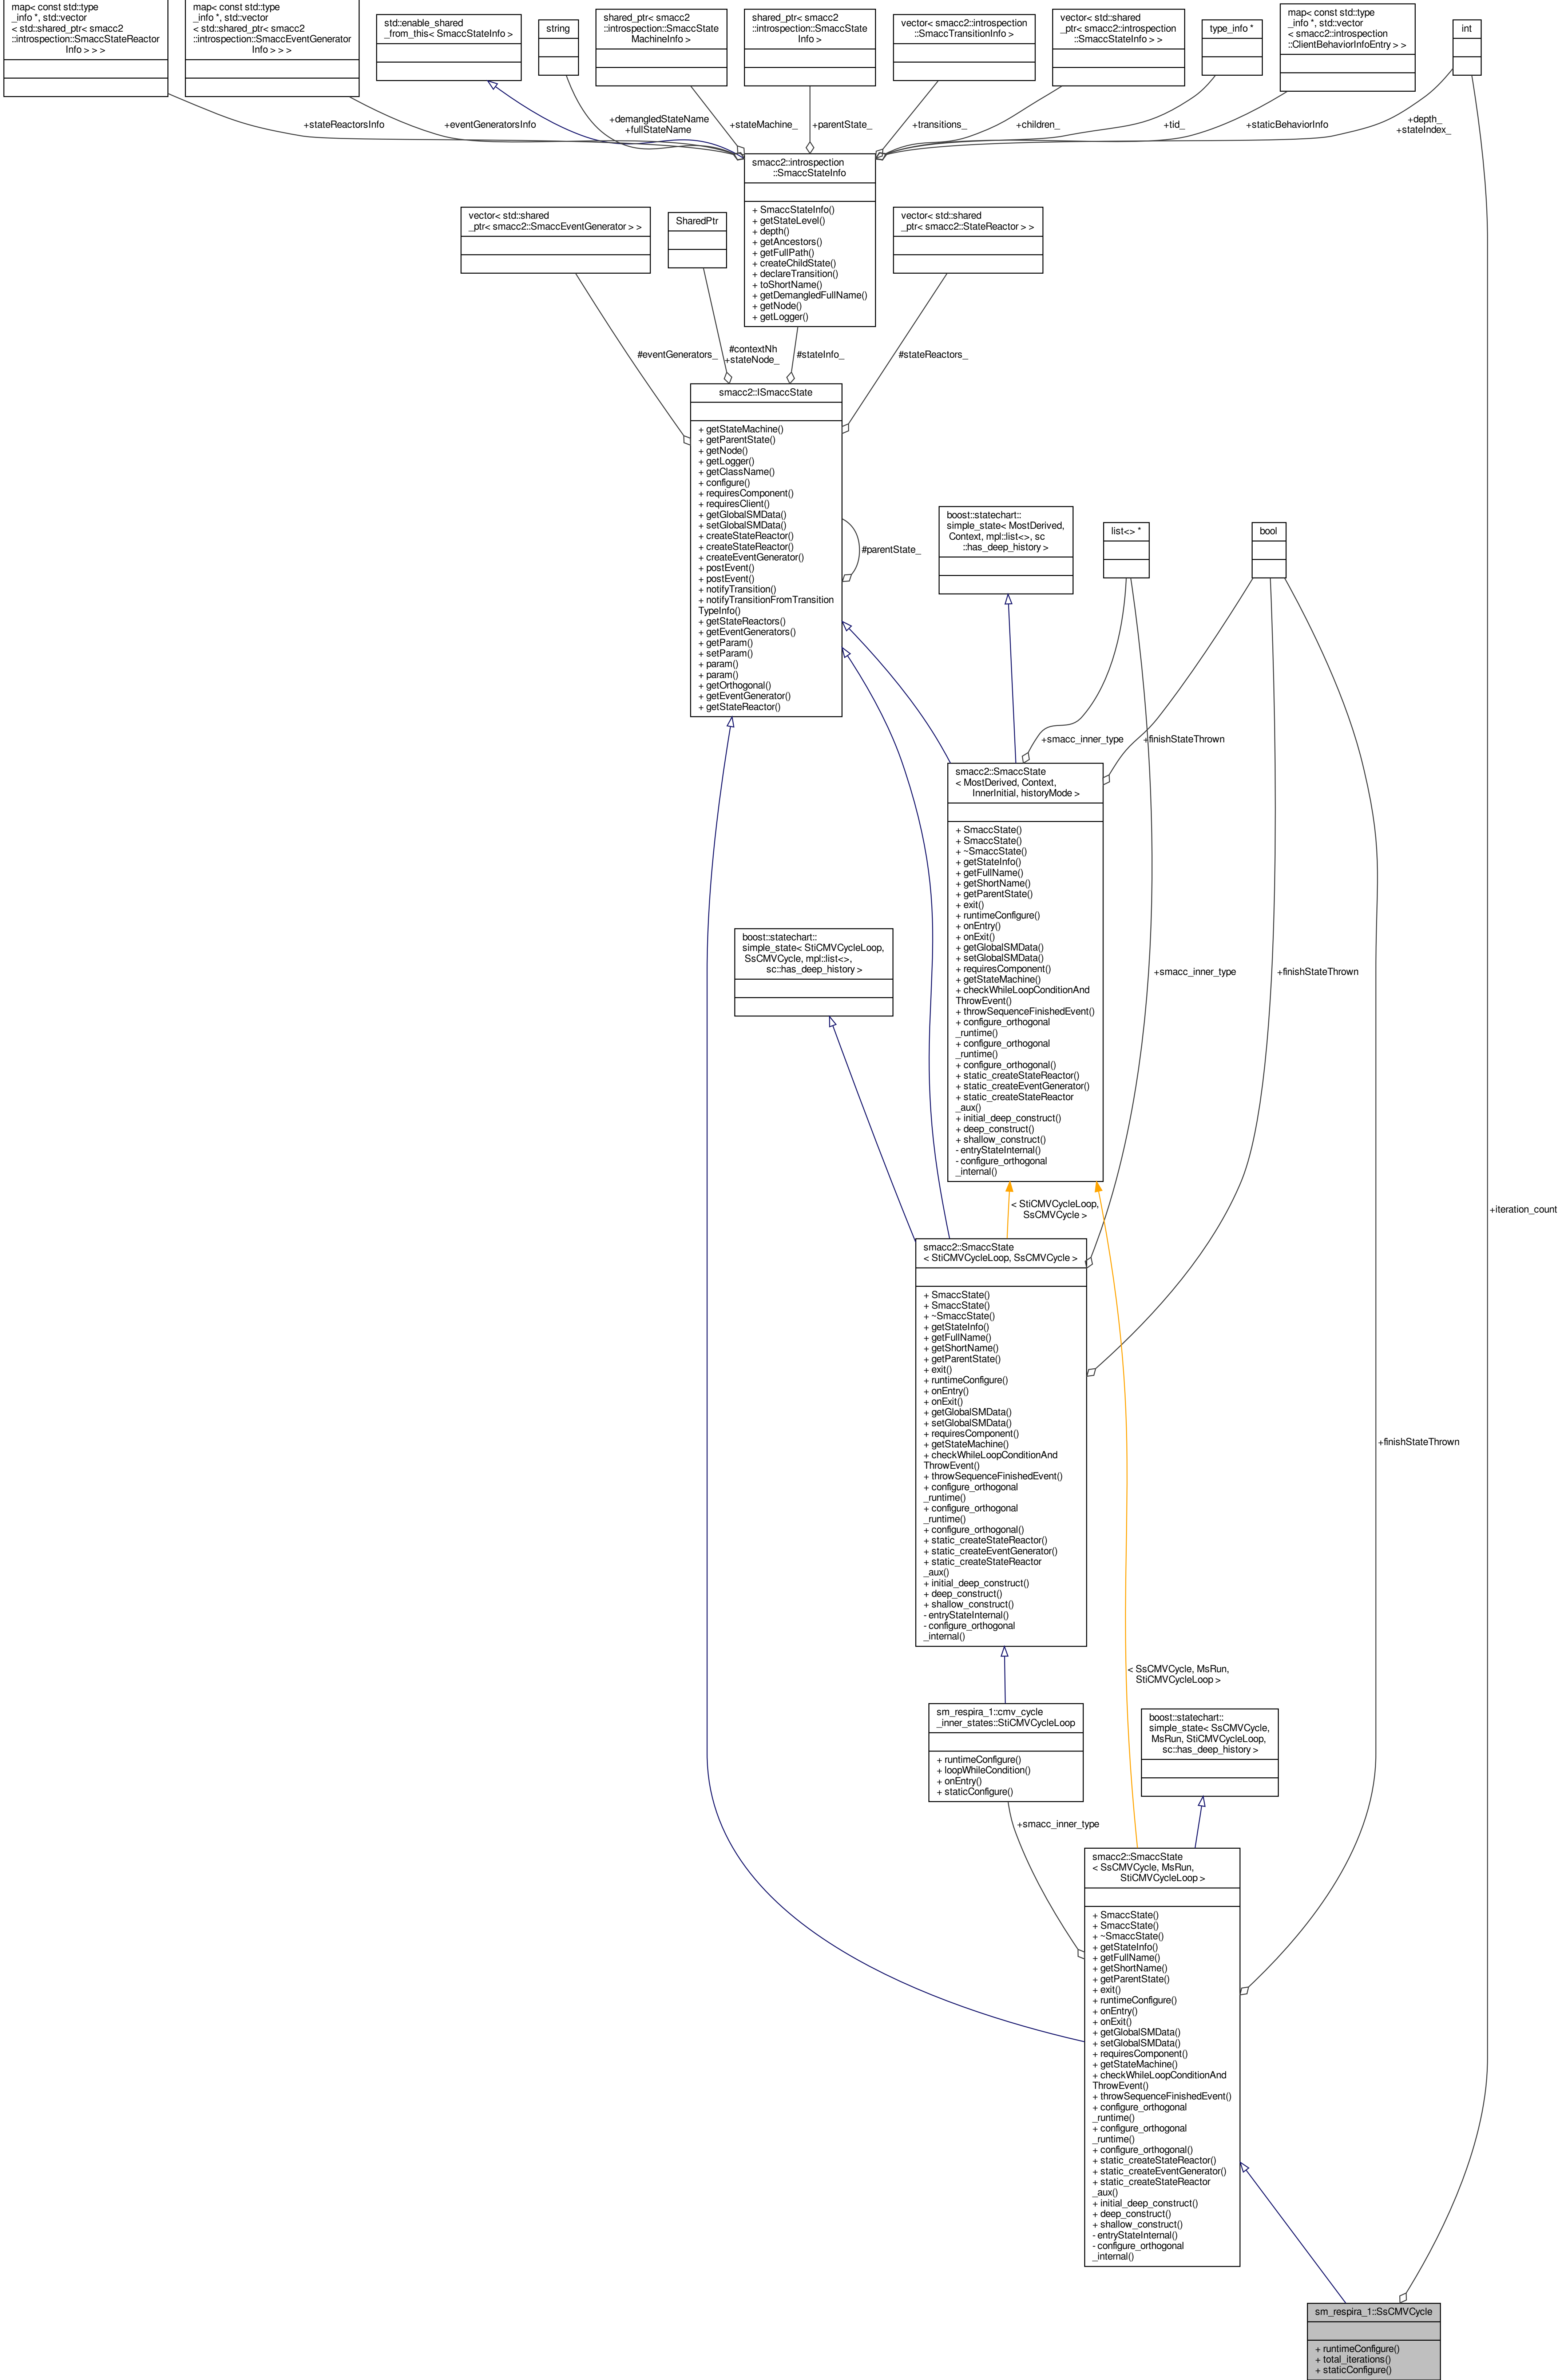 map< const std::type
_info *, std::vector
< std::shared_ptr< smacc2
::introspection::SmaccStateReactor
Info > > >
map< const std::type
_info *, std::vector
< std::shared_ptr< smacc2
::introspection::SmaccEventGenerator
Info > > >
std::enable_shared
_from_this< SmaccStateInfo >
string
shared_ptr< smacc2
::introspection::SmaccState
MachineInfo >
shared_ptr< smacc2
::introspection::SmaccState
Info >
vector< smacc2::introspection
::SmaccTransitionInfo >
vector< std::shared
_ptr< smacc2::introspection
::SmaccStateInfo > >
type_info *
map< const std::type
_info *, std::vector
< smacc2::introspection
::ClientBehaviorInfoEntry > >
int
+stateReactorsInfo
+eventGeneratorsInfo
+demangledStateName
+fullStateName
+stateMachine_
+parentState_
+transitions_
+children_
+tid_
+staticBehaviorInfo
+depth_
+stateIndex_
smacc2::introspection
::SmaccStateInfo
+ SmaccStateInfo()
+ getStateLevel()
+ depth()
+ getAncestors()
+ getFullPath()
+ createChildState()
+ declareTransition()
+ toShortName()
+ getDemangledFullName()
+ getNode()
+ getLogger()
vector< std::shared
_ptr< smacc2::SmaccEventGenerator > >
SharedPtr
vector< std::shared
_ptr< smacc2::StateReactor > >
#eventGenerators_
#contextNh
+stateNode_
#stateInfo_
#stateReactors_
smacc2::ISmaccState
+ getStateMachine()
+ getParentState()
+ getNode()
+ getLogger()
+ getClassName()
+ configure()
+ requiresComponent()
+ requiresClient()
+ getGlobalSMData()
+ setGlobalSMData()
+ createStateReactor()
+ createStateReactor()
+ createEventGenerator()
+ postEvent()
+ postEvent()
+ notifyTransition()
+ notifyTransitionFromTransition
TypeInfo()
+ getStateReactors()
+ getEventGenerators()
+ getParam()
+ setParam()
+ param()
+ param()
+ getOrthogonal()
+ getEventGenerator()
+ getStateReactor()
#parentState_
boost::statechart::
simple_state< MostDerived,
Context, mpl::list<>, sc
::has_deep_history >
list<> *
bool
+smacc_inner_type
+finishStateThrown
smacc2::SmaccState
< MostDerived, Context,
InnerInitial, historyMode >
+ SmaccState()
+ SmaccState()
+ ~SmaccState()
+ getStateInfo()
+ getFullName()
+ getShortName()
+ getParentState()
+ exit()
+ runtimeConfigure()
+ onEntry()
+ onExit()
+ getGlobalSMData()
+ setGlobalSMData()
+ requiresComponent()
+ getStateMachine()
+ checkWhileLoopConditionAnd
ThrowEvent()
+ throwSequenceFinishedEvent()
+ configure_orthogonal
_runtime()
+ configure_orthogonal
_runtime()
+ configure_orthogonal()
+ static_createStateReactor()
+ static_createEventGenerator()
+ static_createStateReactor
_aux()
+ initial_deep_construct()
+ deep_construct()
+ shallow_construct()
- entryStateInternal()
- configure_orthogonal
_internal()
boost::statechart::
simple_state< StiCMVCycleLoop,
SsCMVCycle, mpl::list<>,
sc::has_deep_history >
+smacc_inner_type
+finishStateThrown
< StiCMVCycleLoop,
SsCMVCycle >
+iteration_count
smacc2::SmaccState
< StiCMVCycleLoop, SsCMVCycle >
+ SmaccState()
+ SmaccState()
+ ~SmaccState()
+ getStateInfo()
+ getFullName()
+ getShortName()
+ getParentState()
+ exit()
+ runtimeConfigure()
+ onEntry()
+ onExit()
+ getGlobalSMData()
+ setGlobalSMData()
+ requiresComponent()
+ getStateMachine()
+ checkWhileLoopConditionAnd
ThrowEvent()
+ throwSequenceFinishedEvent()
+ configure_orthogonal
_runtime()
+ configure_orthogonal
_runtime()
+ configure_orthogonal()
+ static_createStateReactor()
+ static_createEventGenerator()
+ static_createStateReactor
_aux()
+ initial_deep_construct()
+ deep_construct()
+ shallow_construct()
- entryStateInternal()
- configure_orthogonal
_internal()
+finishStateThrown
< SsCMVCycle, MsRun,
StiCMVCycleLoop >
sm_respira_1::cmv_cycle
_inner_states::StiCMVCycleLoop
+ runtimeConfigure()
+ loopWhileCondition()
+ onEntry()
+ staticConfigure()
boost::statechart::
simple_state< SsCMVCycle,
MsRun, StiCMVCycleLoop,
sc::has_deep_history >
+smacc_inner_type
smacc2::SmaccState
< SsCMVCycle, MsRun,
StiCMVCycleLoop >
+ SmaccState()
+ SmaccState()
+ ~SmaccState()
+ getStateInfo()
+ getFullName()
+ getShortName()
+ getParentState()
+ exit()
+ runtimeConfigure()
+ onEntry()
+ onExit()
+ getGlobalSMData()
+ setGlobalSMData()
+ requiresComponent()
+ getStateMachine()
+ checkWhileLoopConditionAnd
ThrowEvent()
+ throwSequenceFinishedEvent()
+ configure_orthogonal
_runtime()
+ configure_orthogonal
_runtime()
+ configure_orthogonal()
+ static_createStateReactor()
+ static_createEventGenerator()
+ static_createStateReactor
_aux()
+ initial_deep_construct()
+ deep_construct()
+ shallow_construct()
- entryStateInternal()
- configure_orthogonal
_internal()
sm_respira_1::SsCMVCycle
+ runtimeConfigure()
+ total_iterations()
+ staticConfigure()